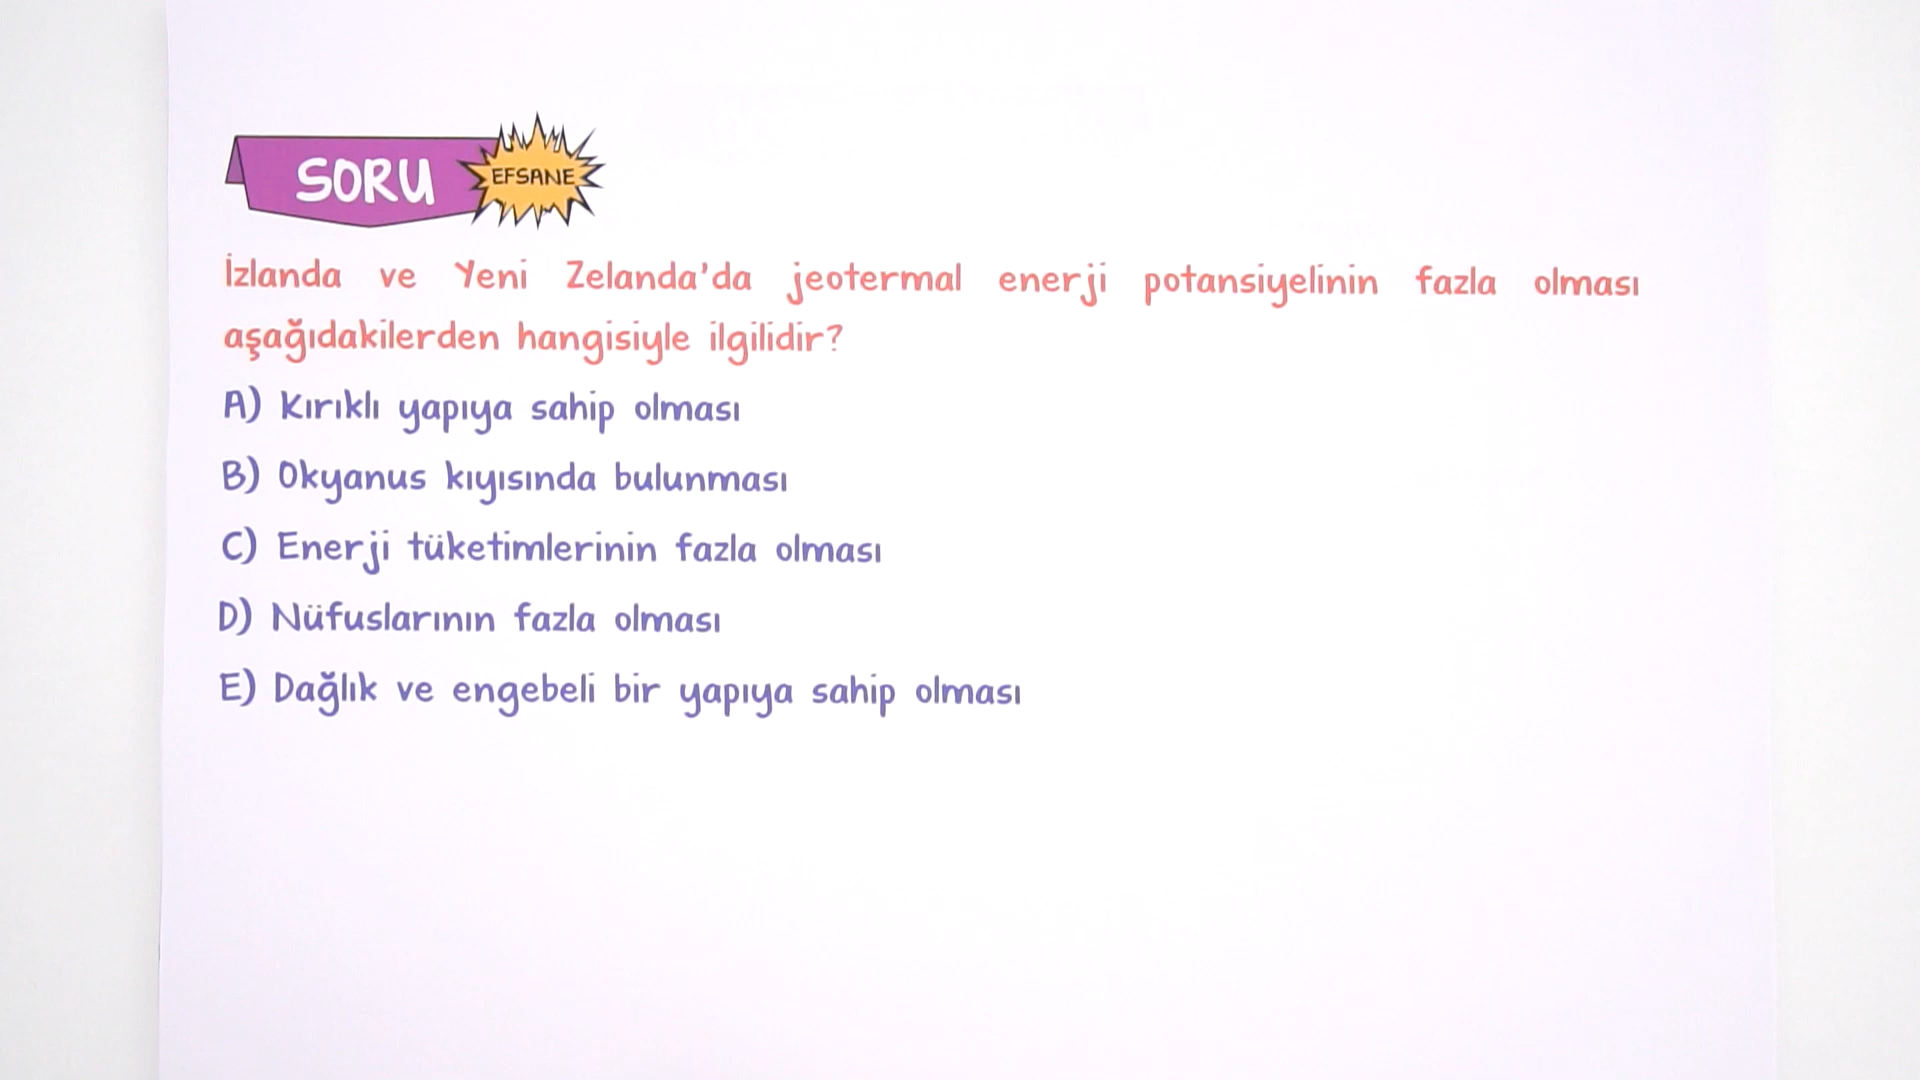 SORU
EFSANE
İzlanda ve Yeni Zelanda'da jeotermal enerji potansiyelinin fazla olması
aşağıdakilerden hangisiyle ilgilidir?
A) Kırıklı yapıya sahip olması
B) Okyanus kıyısında bulunması
C) Enerji tüketimlerinin fazla olması
D) Nüfuslarının fazla olması
E) Dağlık ve engebeli bir yapıya sahip olması